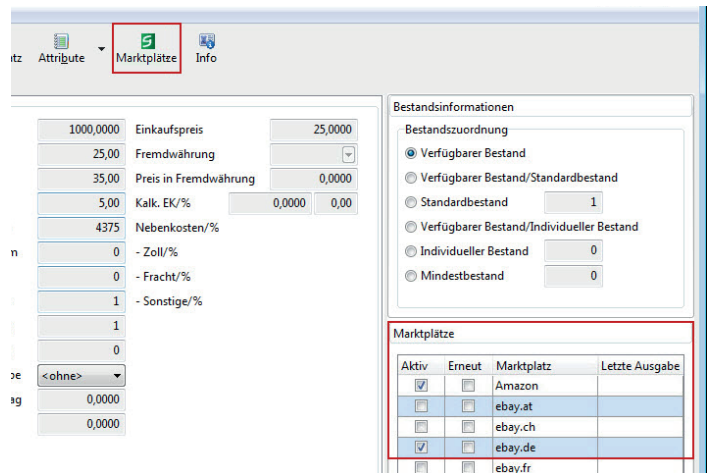 tz Attribute Marktplätze Info
Bestandsinformationen
Bestandszuordnung
1000,0000 Einkaufspreis 25,0000
Verfügbarer Bestand
25,00 Fremdwährung
Verfügbarer Bestand/Standardbestand
35,00 Preis in Fremdwährung 0,0000
Standardbestand 1
5,00 Kalk. EK/% 0,0000 0,00
Verfügbarer Bestand/Individueller Bestand
4375 Nebenkosten/%
Individueller Bestand 0
m 0 - Zoll/%
Mindestbestand 0
0 - Fracht/%
1 - Sonstige/%
1
0
<ohne>
ag 0,0000
0,0000
Marktplätze
Aktiv Erneut Marktplatz Letzte Ausgabe
Amazon
ebay.at
ebay.ch
ebay.de
ebay.fr